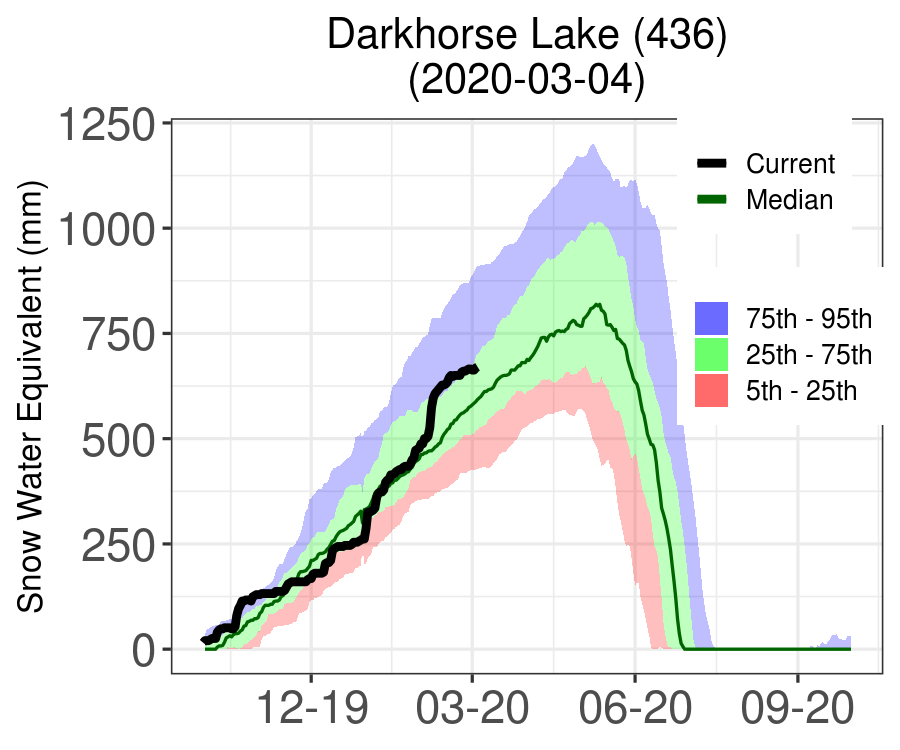 Darkhorse Lake (436)
(2020-03-04)
Snow Water Equivalent (mm)
1250
1000
750
500
250
0
12-19
03-20
06-20
09-20
Current
Median
75th - 95th
25th - 75th
5th - 25th